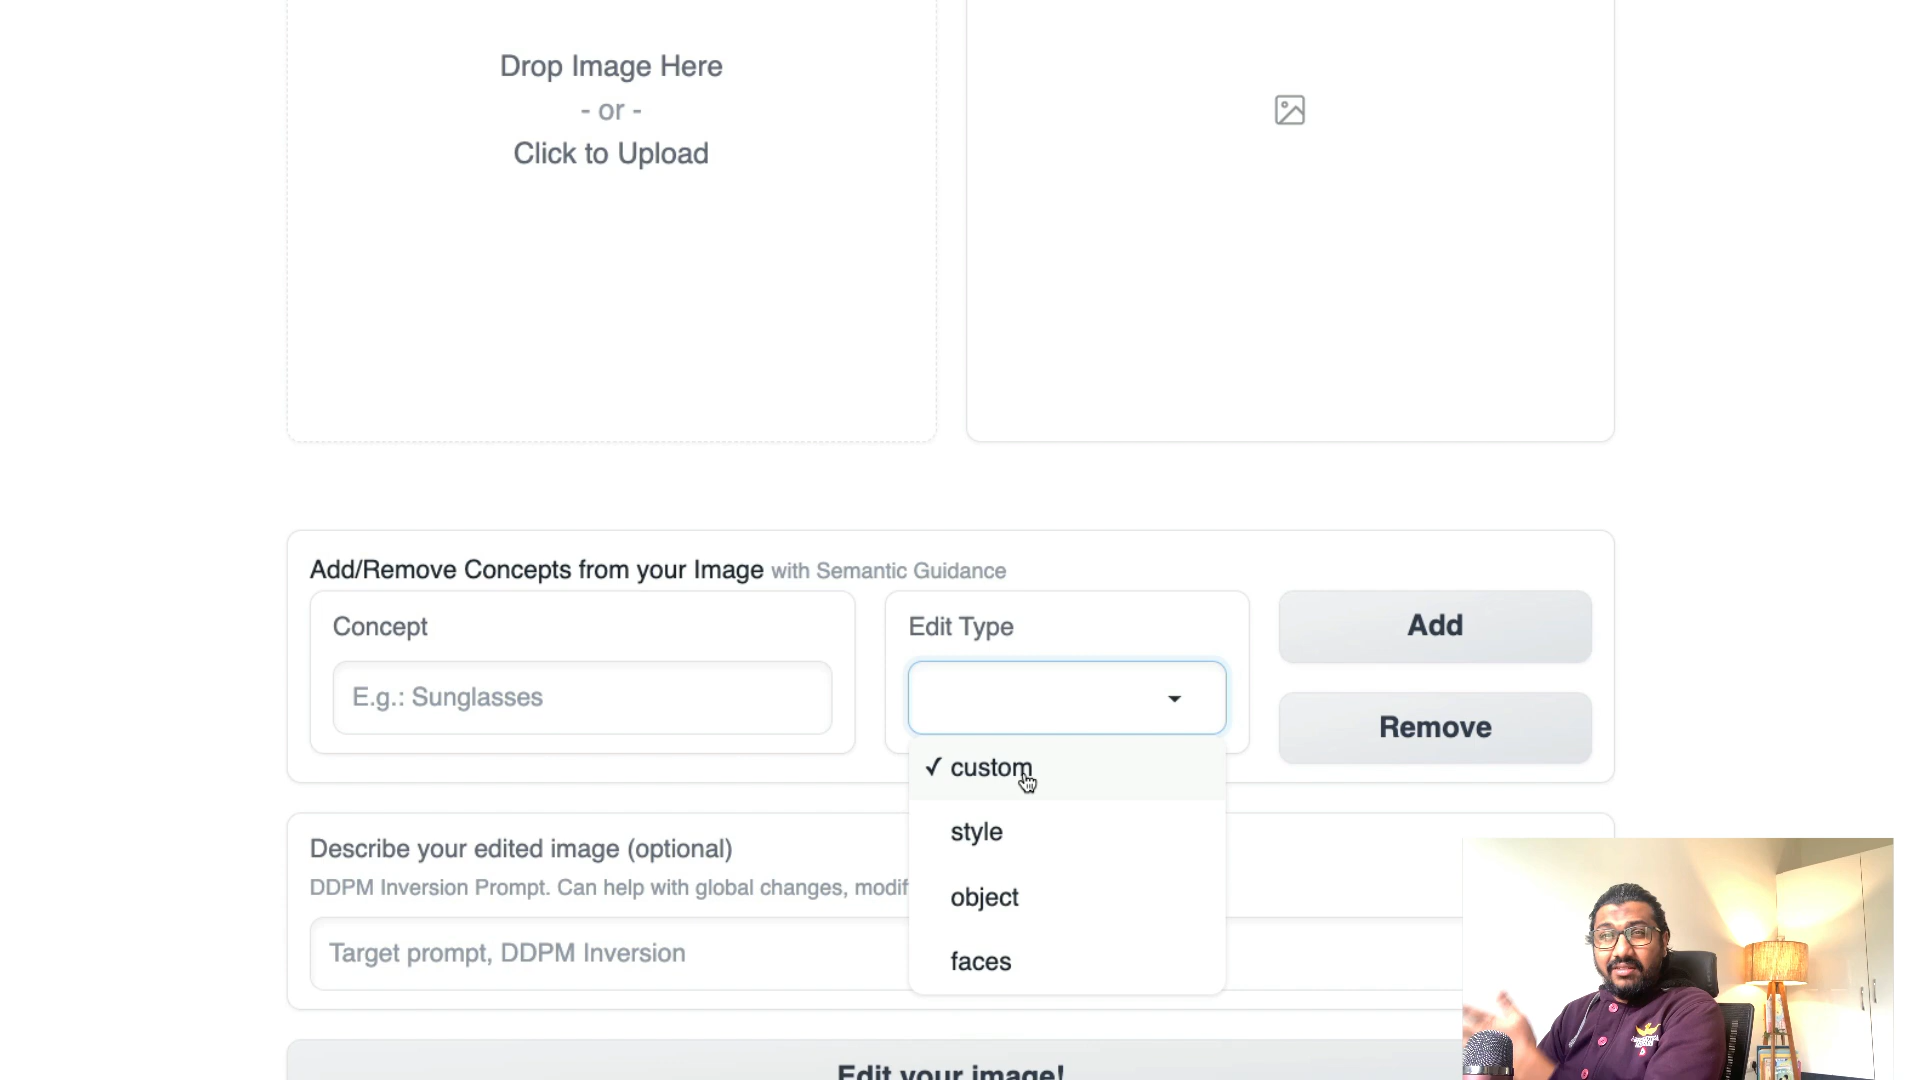 Drop Image Here
- or -
Click to Upload
Add/Remove Concepts from your Image with Semantic Guidance
Concept
Edit Type
Add
E.g.: Sunglasses
Remove
✓ custom
style
object
faces
Describe your edited image (optional)
DDPM Inversion Prompt. Can help with global changes, modif
Target prompt, DDPM Inversion
Edit your image!